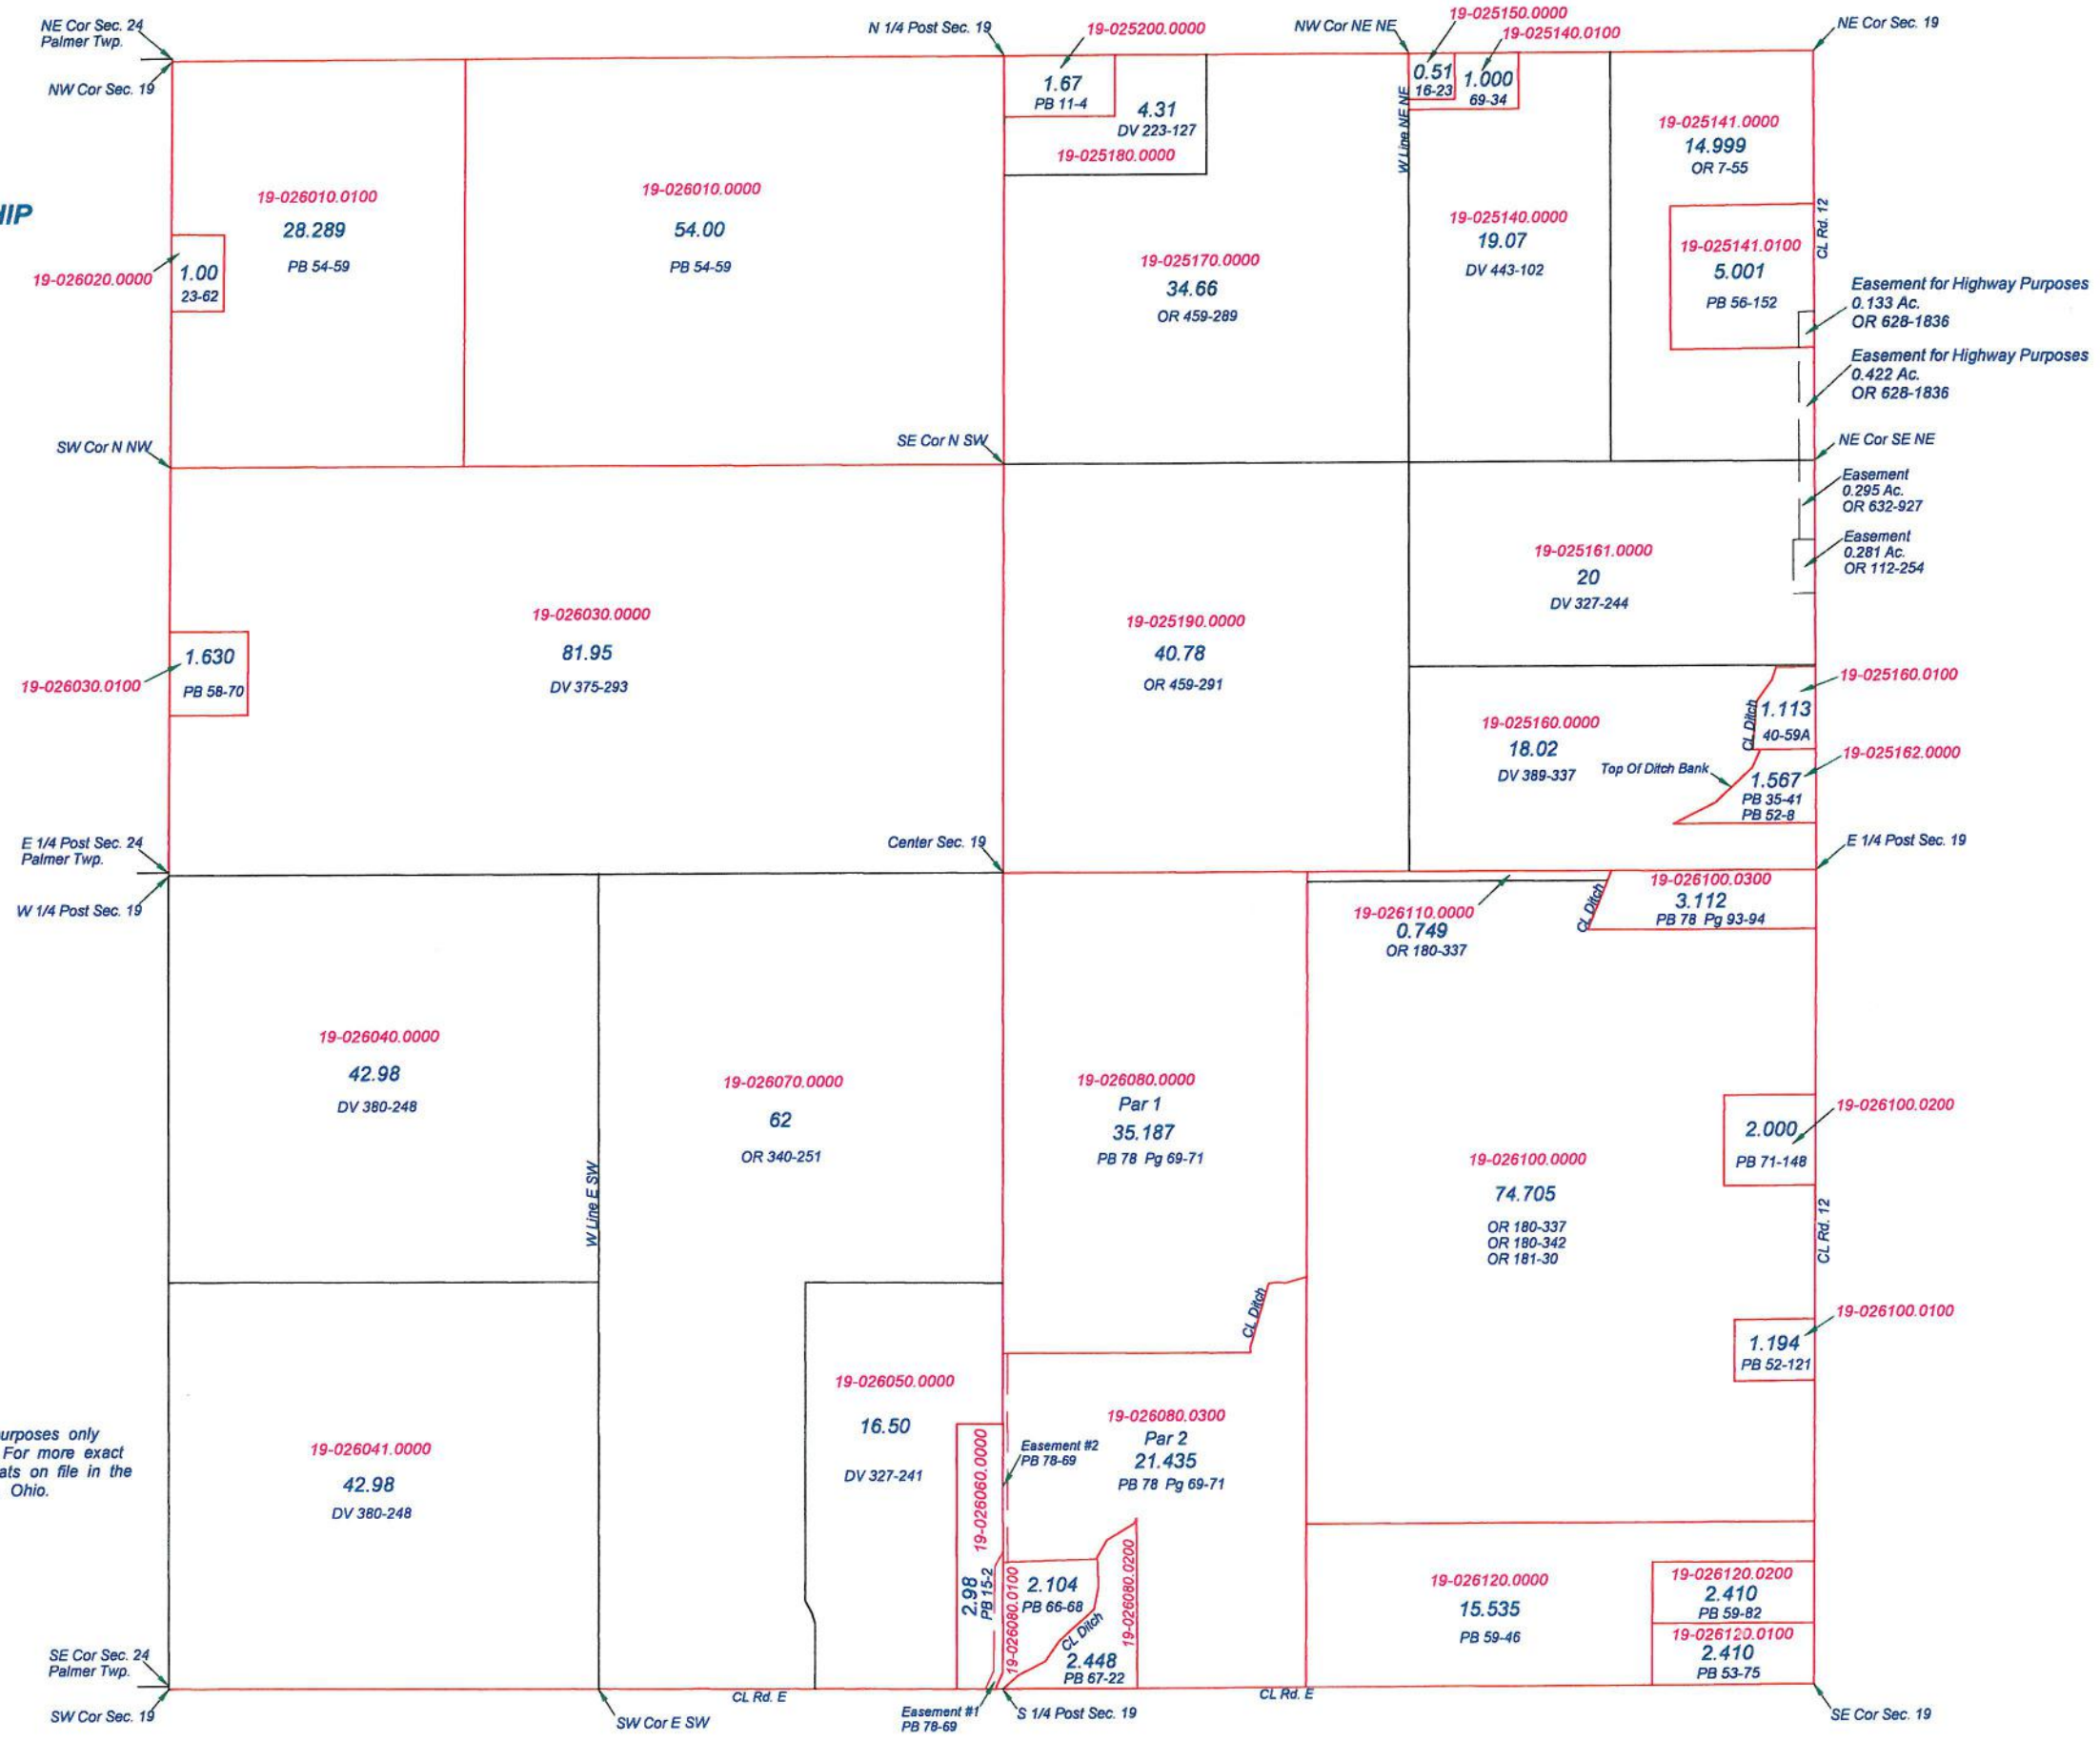 NE Cor Sec. 24
Palmer Twp.
NW Cor Sec. 19
N 1/4 Post Sec. 19
19-025200.0000
NW Cor NE NE
19-025150.0000
19-025140.0100
NE Cor Sec. 19
1.67
PB 11-4
4.31
DV 223-127
19-025180.0000
W Line NE NE
0.51
16-23
1.000
69-34
19-025141.0000
14.999
OR 7-55
HIP
19-026010.0100
28.289
PB 54-59
19-026010.0000
54.00
PB 54-59
19-026020.0000
1.00
23-62
19-025170.0000
34.66
OR 459-289
19-025140.0000
19.07
DV 443-102
19-025141.0100
5.001
PB 56-152
CL Rd. 12
Easement for Highway Purposes
0.133 Ac.
OR 628-1836
Easement for Highway Purposes
0.422 Ac.
OR 628-1836
SW Cor N NW
SE Cor N SW
NE Cor SE NE
Easement
0.295 Ac.
OR 632-927
Easement
0.281 Ac.
OR 112-254
19-025161.0000
20
DV 327-244
19-026030.0000
81.95
DV 375-293
19-026030.0100
1.630
PB 58-70
19-025190.0000
40.78
OR 459-291
19-025160.0000
18.02
DV 389-337
CL Ditch
1.113
40-59A
19-025160.0100
Top Of Ditch Bank
1.567
PB 35-41
PB 52-8
19-025162.0000
E 1/4 Post Sec. 24
Palmer Twp.
Center Sec. 19
E 1/4 Post Sec. 19
W 1/4 Post Sec. 19
19-026110.0000
0.749
OR 180-337
CL Ditch
19-026100.0300
3.112
PB 78 Pg 93-94
19-026040.0000
42.98
DV 380-248
W Line E SW
19-026070.0000
62
OR 340-251
19-026080.0000
Par 1
35.187
PB 78 Pg 69-71
19-026100.0000
74.705
OR 180-337
OR 180-342
OR 181-30
2.000
PB 71-148
19-026100.0200
CL Rd. 12
CL Ditch
1.194
PB 52-121
19-026100.0100
19-026050.0000
16.50
DV 327-241
19-026060.0000
2.98
PB 15-2
Easement #2
PB 78-69
19-026080.0300
Par 2
21.435
PB 78 Pg 69-71
urposes only
For more exact
ats on file in the
Ohio.
19-026041.0000
42.98
DV 380-248
19-026080.0100
2.104
PB 66-68
CL Ditch
2.448
PB 67-22
19-026080.0200
19-026120.0000
15.535
PB 59-46
19-026120.0200
2.410
PB 59-82
19-026120.0100
2.410
PB 53-75
SE Cor Sec. 24
Palmer Twp.
SW Cor Sec. 19
SW Cor E SW
CL Rd. E
Easement #1
PB 78-69
S 1/4 Post Sec. 19
CL Rd. E
SE Cor Sec. 19